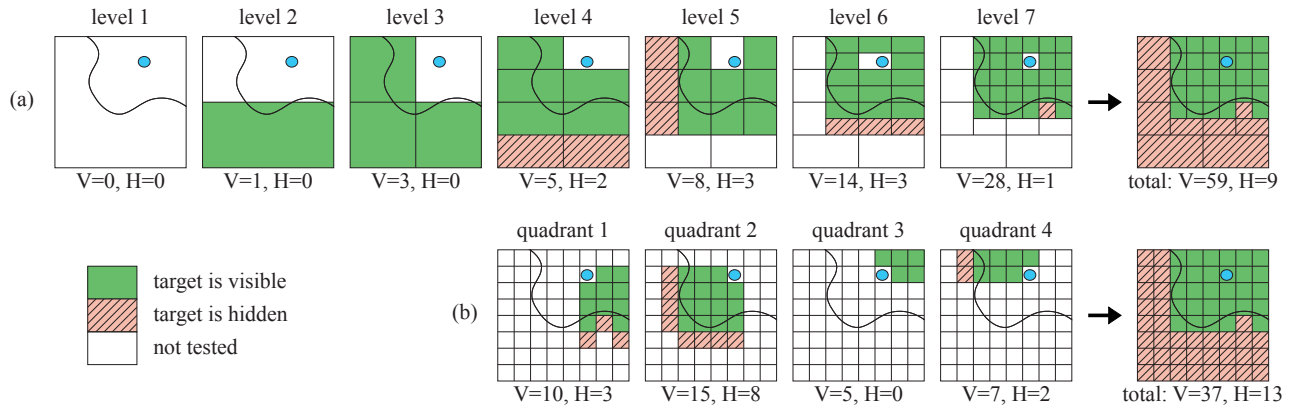 level 1 level 2 level 3 level 4 level 5 level 6 level 7
(a)
V=0, H=0 V=1, H=0 V=3, H=0 V=5, H=2 V=8, H=3 V=14, H=3 V=28, H=1 total: V=59, H=9
quadrant 1 quadrant 2 quadrant 3 quadrant 4
target is visible
target is hidden
not tested
(b)
V=10, H=3 V=15, H=8 V=5, H=0 V=7, H=2 total: V=37, H=13